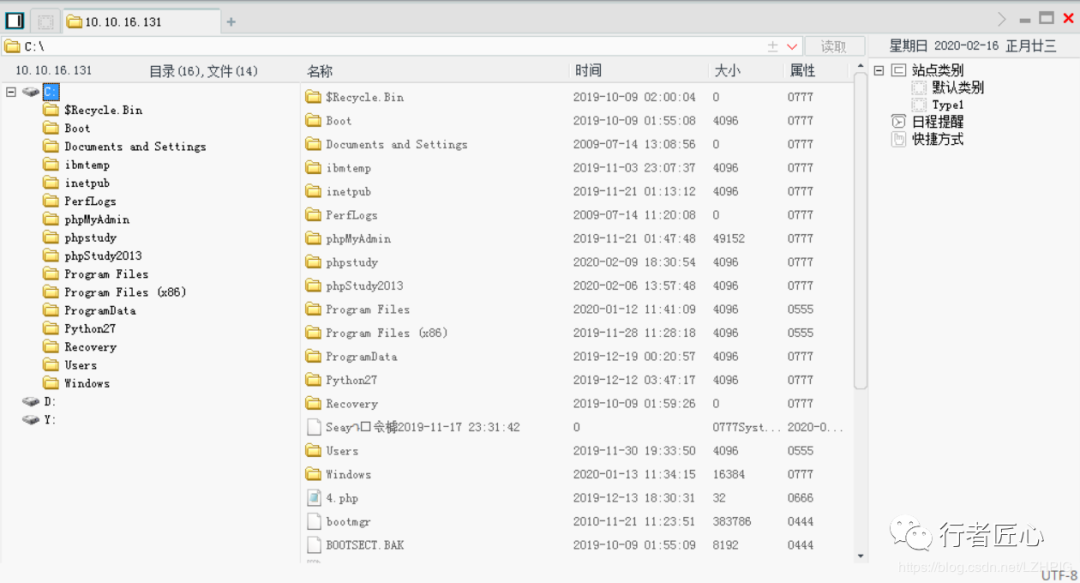 10.10.16.131
C:\
读取
星期日 2020-02-16 正月廿三
10.10.16.131 目录(16),文件(14)
名称 时间 大小 属性
C:
$Recycle.Bin
Boot
Documents and Settings
ibmtemp
inetpub
PerfLogs
phpMyAdmin
phpstudy
phpStudy2013
Program Files
Program Files (x86)
ProgramData
Python27
Recovery
Users
Windows
D:
Y:
$Recycle.Bin 2019-10-09 02:00:04 0 0777
Boot 2019-10-09 01:55:08 4096 0777
Documents and Settings 2009-07-14 13:08:56 0 0777
ibmtemp 2019-11-03 23:07:37 4096 0777
inetpub 2019-11-21 01:13:12 4096 0777
PerfLogs 2009-07-14 11:20:08 0 0777
phpMyAdmin 2019-11-21 01:47:48 49152 0777
phpstudy 2020-02-09 18:30:54 4096 0777
phpStudy2013 2020-02-06 13:57:48 4096 0777
Program Files 2020-01-12 11:41:09 4096 0555
Program Files (x86) 2019-11-28 11:28:18 4096 0555
ProgramData 2019-12-19 00:20:57 4096 0777
Python27 2019-12-12 03:47:17 4096 0777
Recovery 2019-10-09 01:59:26 0 0777
Seay 2019-11-17 23:31:42 0 0777Syst... 2020-0...
Users 2019-11-30 19:33:50 4096 0555
Windows 2020-01-13 11:34:15 16384 0777
4.php 2019-12-13 18:30:31 32 0666
bootmgr 2010-11-21 11:23:51 383786 0444
BOOTSECT.BAK 2019-10-09 01:55:09 8192 0444
站点类别
默认类别
Type1
日程提醒
快捷方式
行者匠心
https://blog.csdn.net/LZHPIG
UTF-8